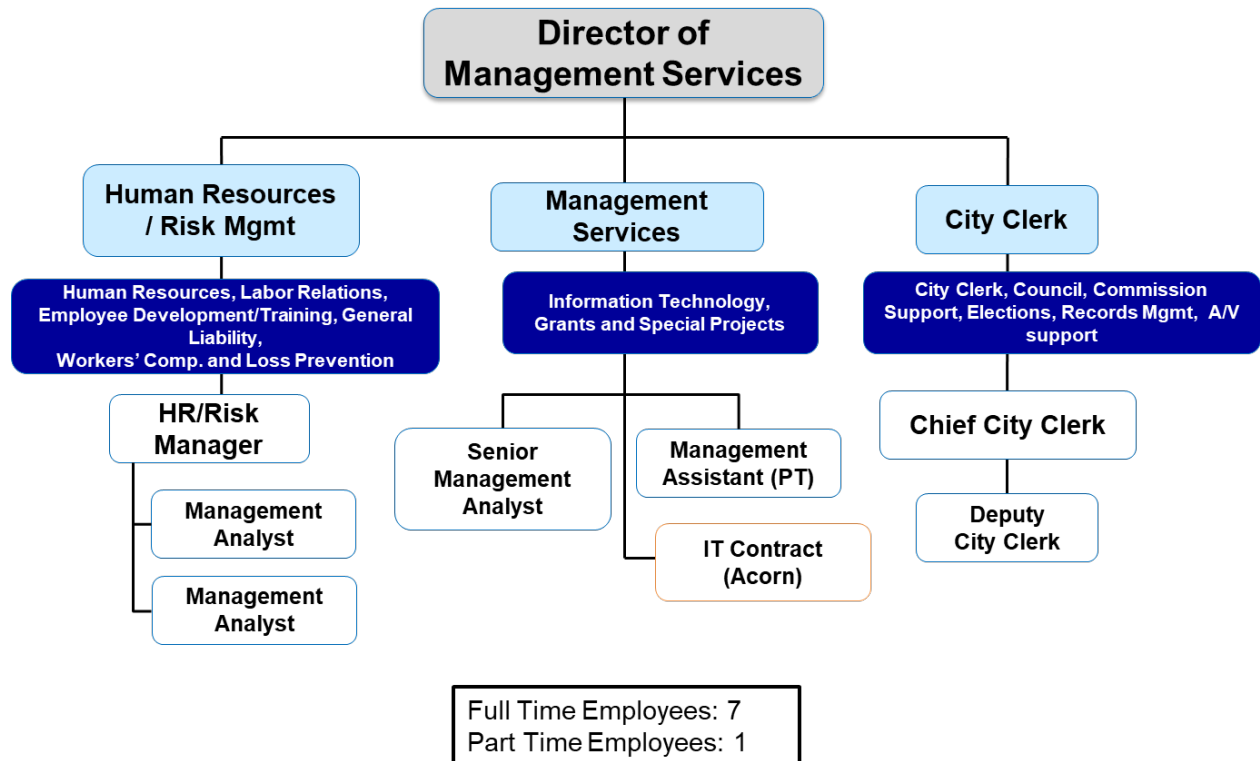 Director of
Management Services
Human Resources
/ Risk Mgmt
Management
Services
City Clerk
Human Resources, Labor Relations,
Employee Development/Training, General
Liability,
Workers’ Comp. and Loss Prevention
Information Technology,
Grants and Special Projects
City Clerk, Council, Commission
Support, Elections, Records Mgmt, A/V
support
HR/Risk
Manager
Management
Analyst
Management
Analyst
Senior
Management
Analyst
Management
Assistant (PT)
IT Contract
(Acorn)
Chief City Clerk
Deputy
City Clerk
Full Time Employees: 7
Part Time Employees: 1